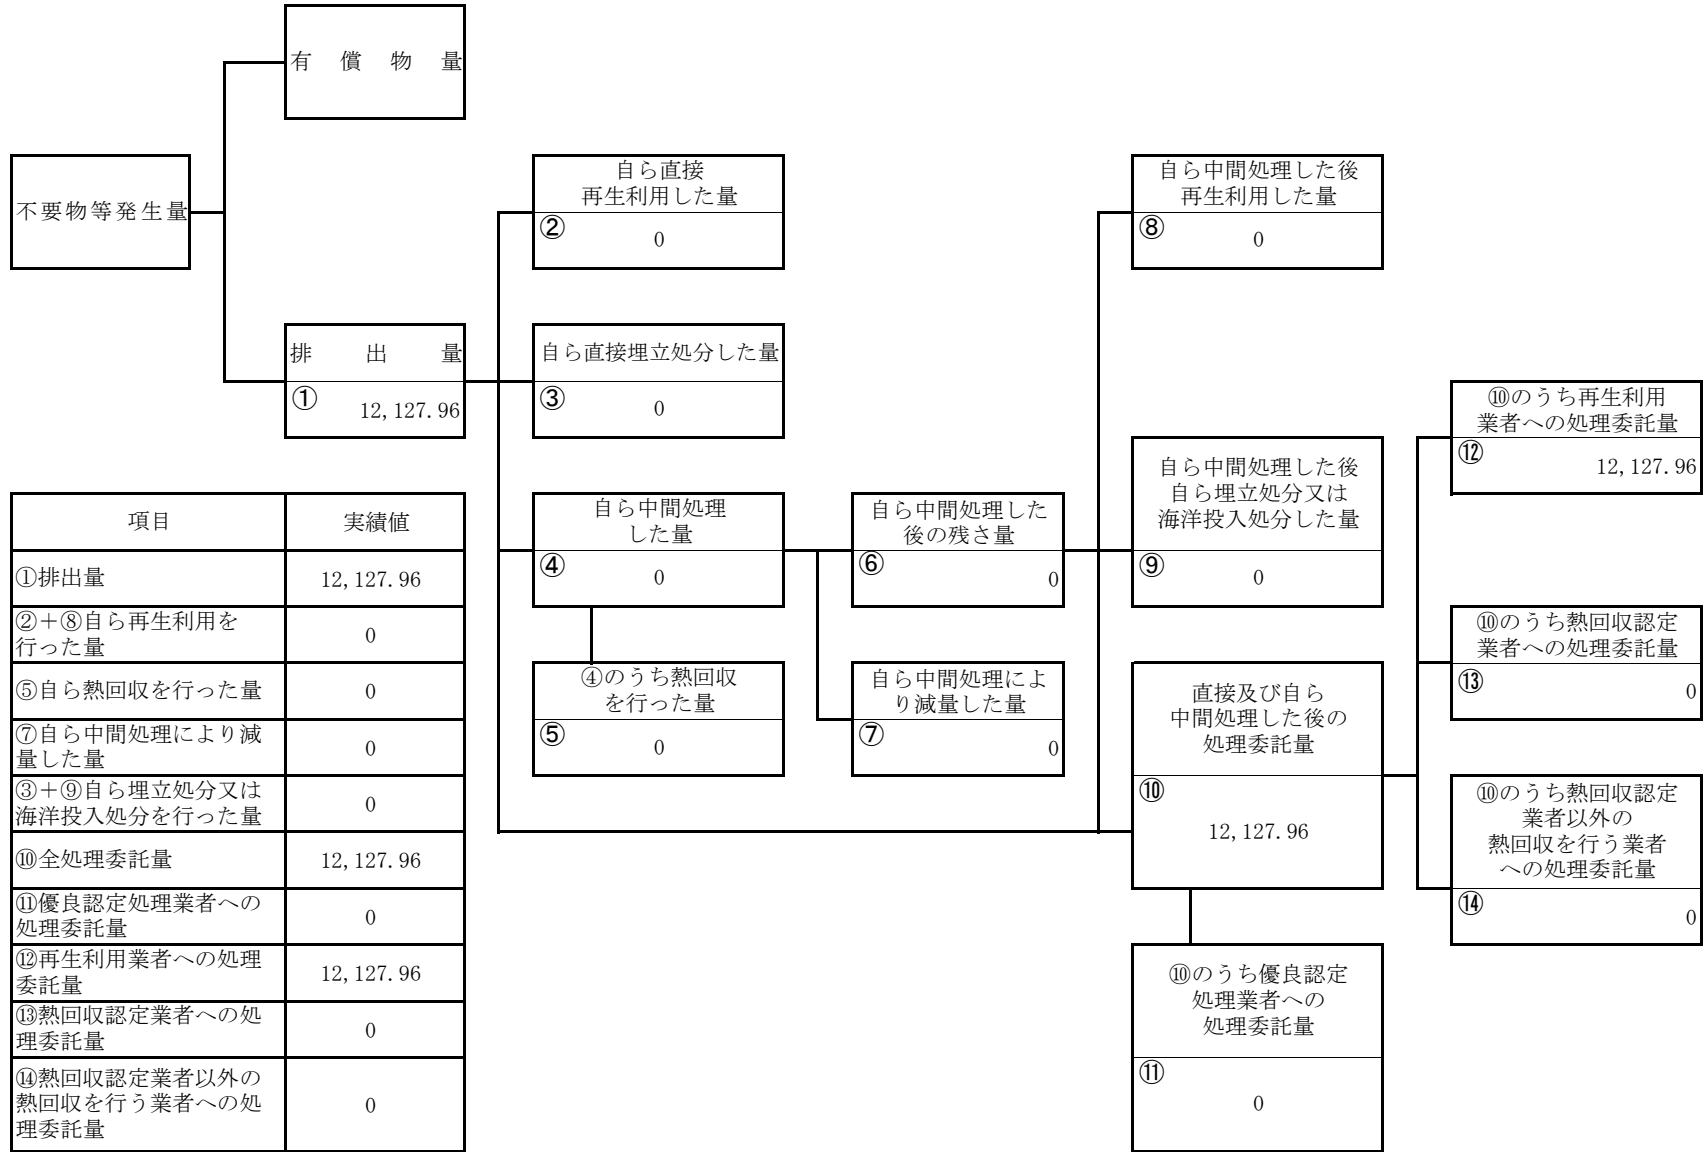 有償物量
不要物等発生量
排出量
①
12,127.96
自ら直接
再生利用した量
②
0
自ら直接埋立処分した量
③
0
自ら中間処理
した量
④
0
④のうち熱回収
を行った量
⑤
0
自ら中間処理した
後の残さ量
⑥
0
自ら中間処理によ
り減量した量
⑦
0
自ら中間処理した後
再生利用した量
⑧
0
自ら中間処理した後
自ら埋立処分又は
海洋投入処分した量
⑨
0
直接及び自ら
中間処理した後の
処理委託量
⑩
12,127.96
⑩のうち優良認定
処理業者への
処理委託量
⑪
0
⑩のうち再生利用
業者への処理委託量
⑫
12,127.96
⑩のうち熱回収認定
業者への処理委託量
⑬
0
⑩のうち熱回収認定
業者以外の
熱回収を行う業者
への処理委託量
⑭
0
項目 実績値
①排出量 12,127.96
②＋⑧自ら再生利用を
行った量 0
⑤自ら熱回収を行った量 0
⑦自ら中間処理により減
量した量 0
③＋⑨自ら埋立処分又は
海洋投入処分を行った量 0
⑩全処理委託量 12,127.96
⑪優良認定処理業者への
処理委託量 0
⑫再生利用業者への処理
委託量 12,127.96
⑬熱回収認定業者への処
理委託量 0
⑭熱回収認定業者以外の
熱回収を行う業者への処
理委託量 0